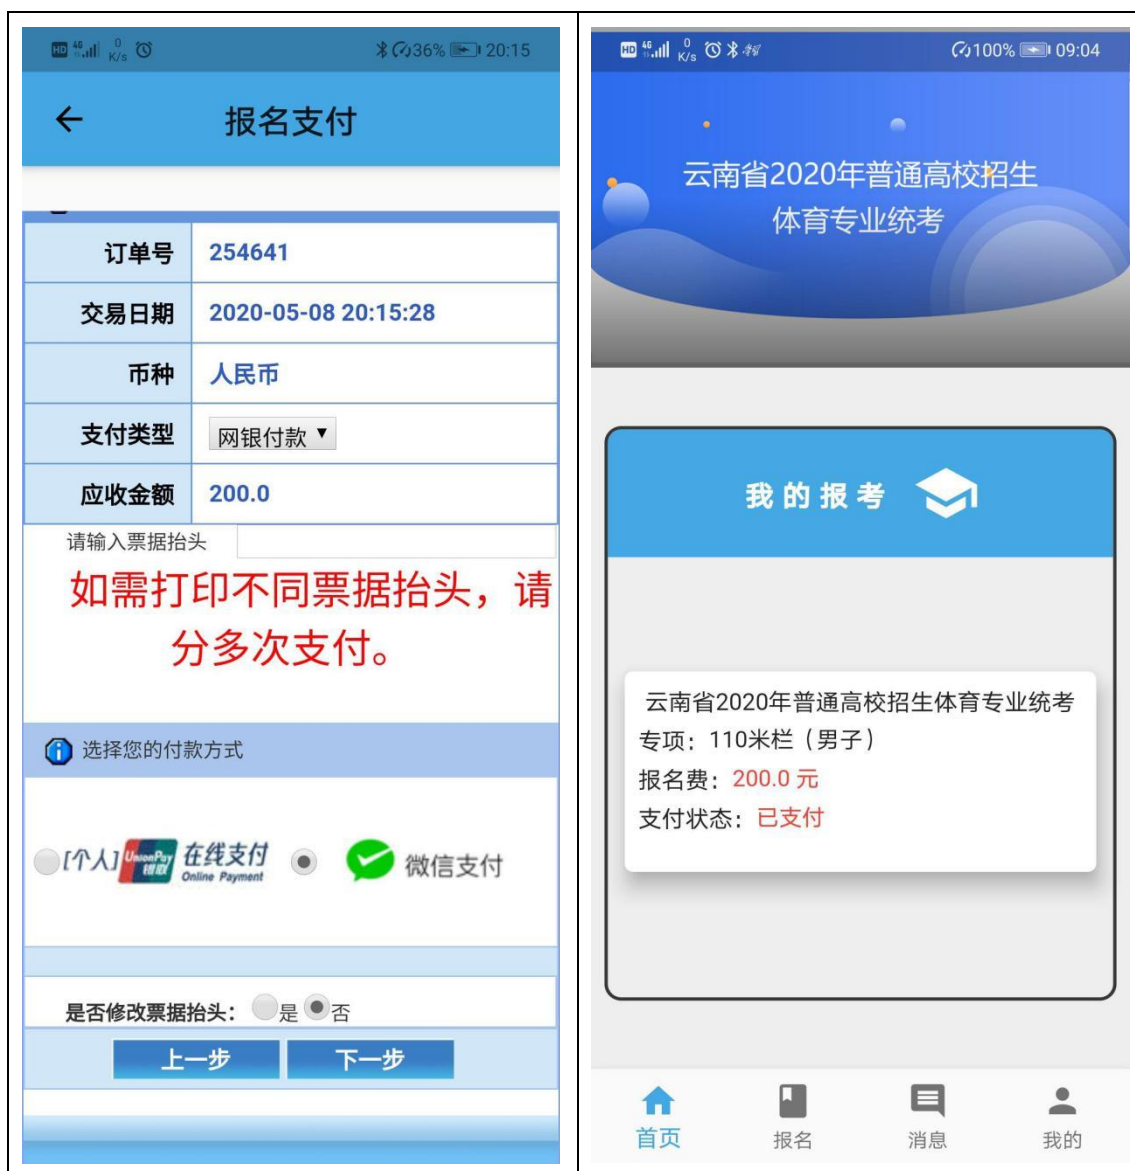 HD 46 0 K/s 36% 20:15
报名支付
订单号 254641
交易日期 2020-05-08 20:15:28
币种 人民币
支付类型 网银付款
应收金额 200.0
请输入票据抬头
如需打印不同票据抬头，请
分多次支付。
选择您的付款方式
[个人] UnionPay 银联 在线支付 Online Payment 微信支付
是否修改票据抬头： 是 否
上一步 下一步
HD 46 0 K/s 100% 09:04
云南省2020年普通高校招生
体育专业统考
我的报考
云南省2020年普通高校招生体育专业统考
专项：110米栏（男子）
报名费：200.0 元
支付状态：已支付
首页 报名 消息 我的